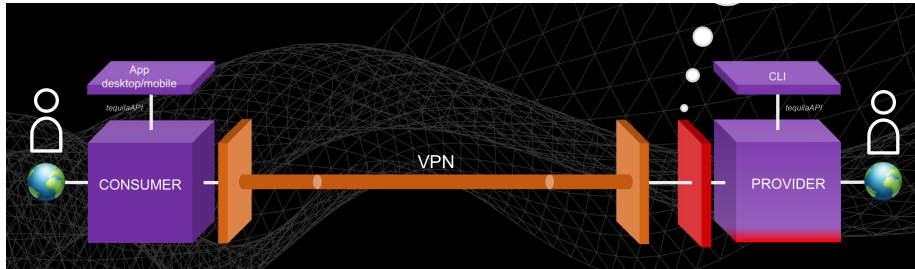 App
desktop/mobile
CLI
tequilaAPI
tequilaAPI
VPN
CONSUMER
PROVIDER